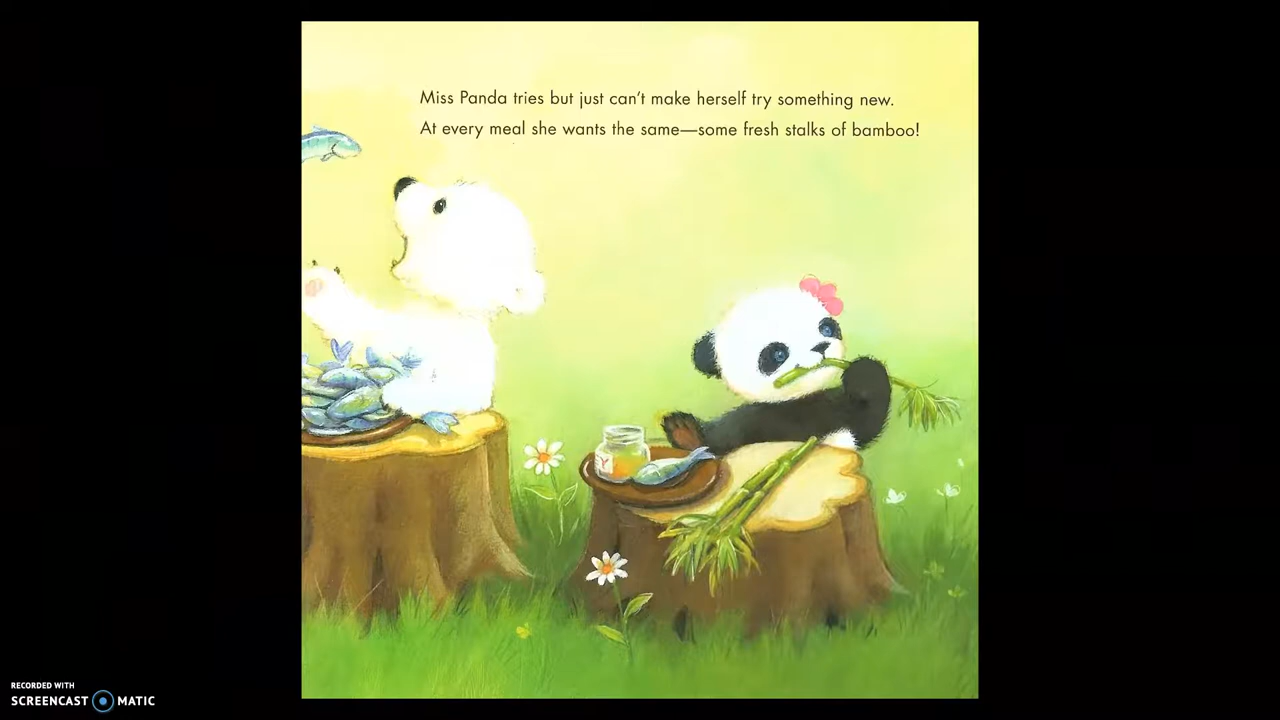 Miss Panda tries but just can't make herself try something new.
At every meal she wants the same—some fresh stalks of bamboo!
Y
RECORDED WITH
SCREENCAST MATIC